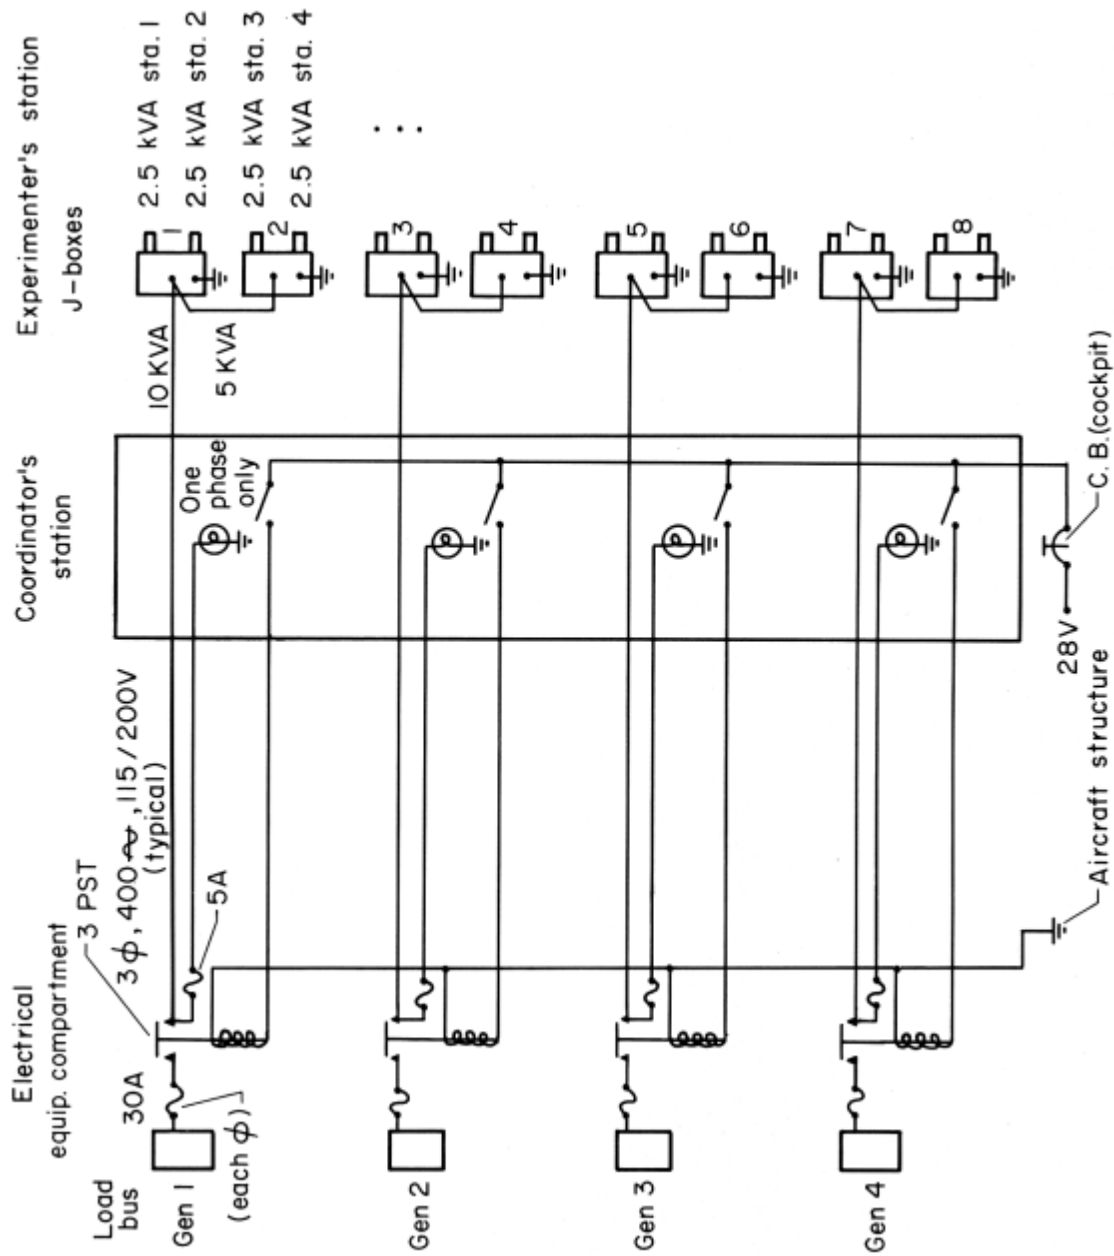 Load
bus
Electrical
equip. compartment
Coordinator's
station
Experimenter's station
J-boxes
Gen 1
30A
(each ϕ)
3 PST
3ϕ, 400~, 115/200V
(typical)
5A
One
phase
only
10 KVA
5 KVA
1
2
2.5 kVA sta. 1
2.5 kVA sta. 2
2.5 kVA sta. 3
2.5 kVA sta. 4
Gen 2
3
4
. . .
Gen 3
5
6
Gen 4
7
8
28V
C. B.(cockpit)
Aircraft structure